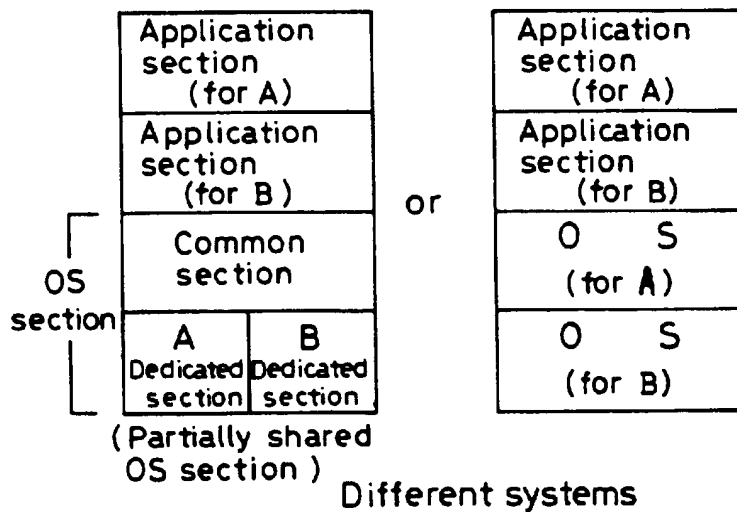 Application
section
(for A)
Application
section
(for B)
Common
section
OS
section
A
Dedicated
section
B
Dedicated
section
(Partially shared
OS section)
or
Application
section
(for A)
Application
section
(for B)
O S
(for A)
O S
(for B)
Different systems